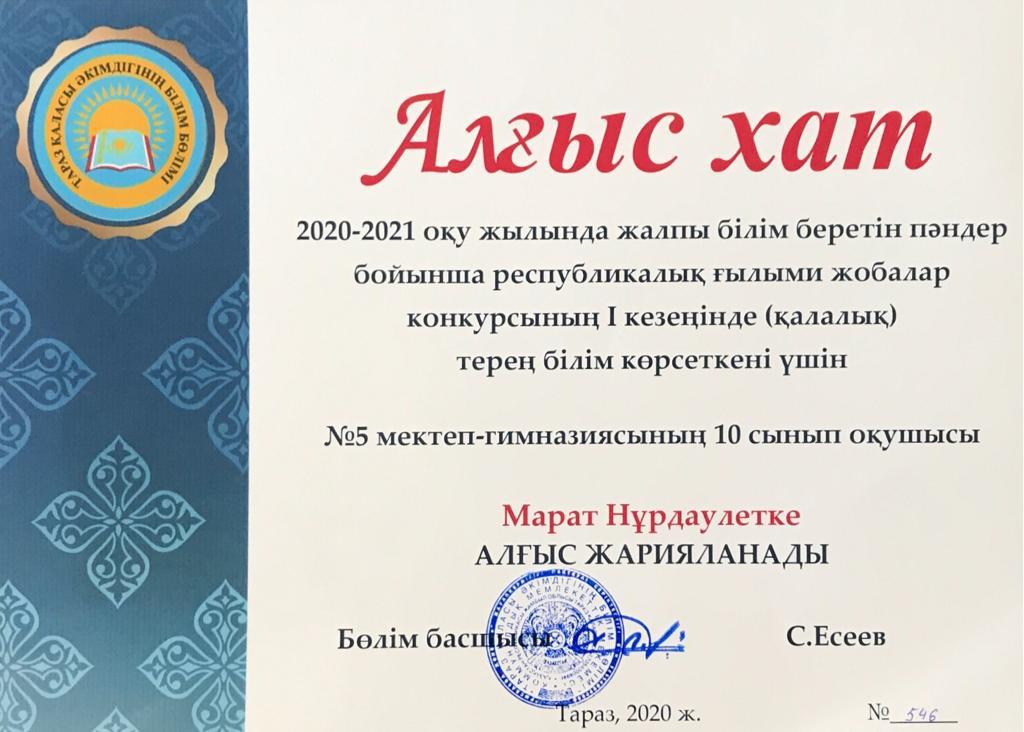 ТАРАЗ ҚАЛАСЫ ӘКІМДІГІНІҢ БІЛІМ БӨЛІМІ
Алғыс хат
2020-2021 оқу жылында жалпы білім беретін пәндер
бойынша республикалық ғылыми жобалар
конкурсының І кезеңінде (қалалық)
терең білім көрсеткені үшін
№5 мектеп-гимназиясының 10 сынып оқушысы
Марат Нұрдаулетке
АЛҒЫС ЖАРИЯЛАНАДЫ
Бөлім басшысы
С.Есеев
Тараз, 2020 ж.
№ 546